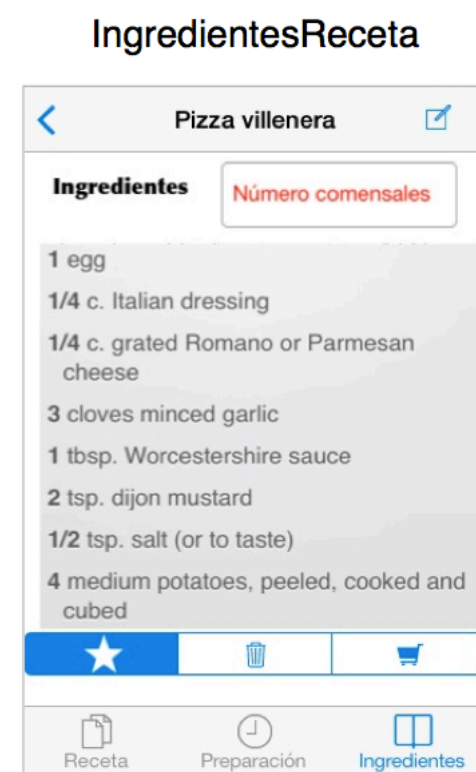 IngredientesReceta
Pizza villenera
Ingredientes
Número comensales
1 egg
1/4 c. Italian dressing
1/4 c. grated Romano or Parmesan
cheese
3 cloves minced garlic
1 tbsp. Worcestershire sauce
2 tsp. dijon mustard
1/2 tsp. salt (or to taste)
4 medium potatoes, peeled, cooked and
cubed
Receta
Preparación
Ingredientes